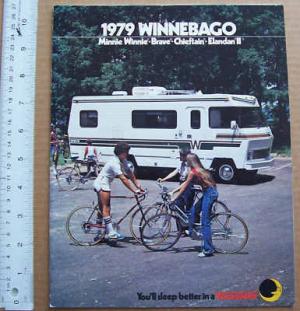 1979 WINNEBAGO
Minnie Winnie · Brave · Chieftain · Elandan II
You'll sleep better in a